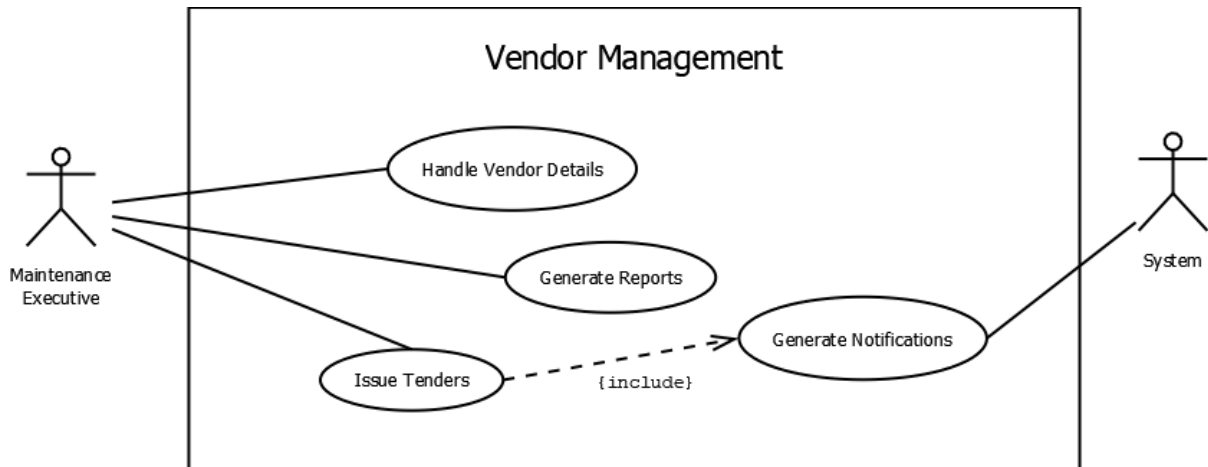 Vendor Management
Handle Vendor Details
Maintenance
Executive
System
Generate Reports
Generate Notifications
Issue Tenders
{include}